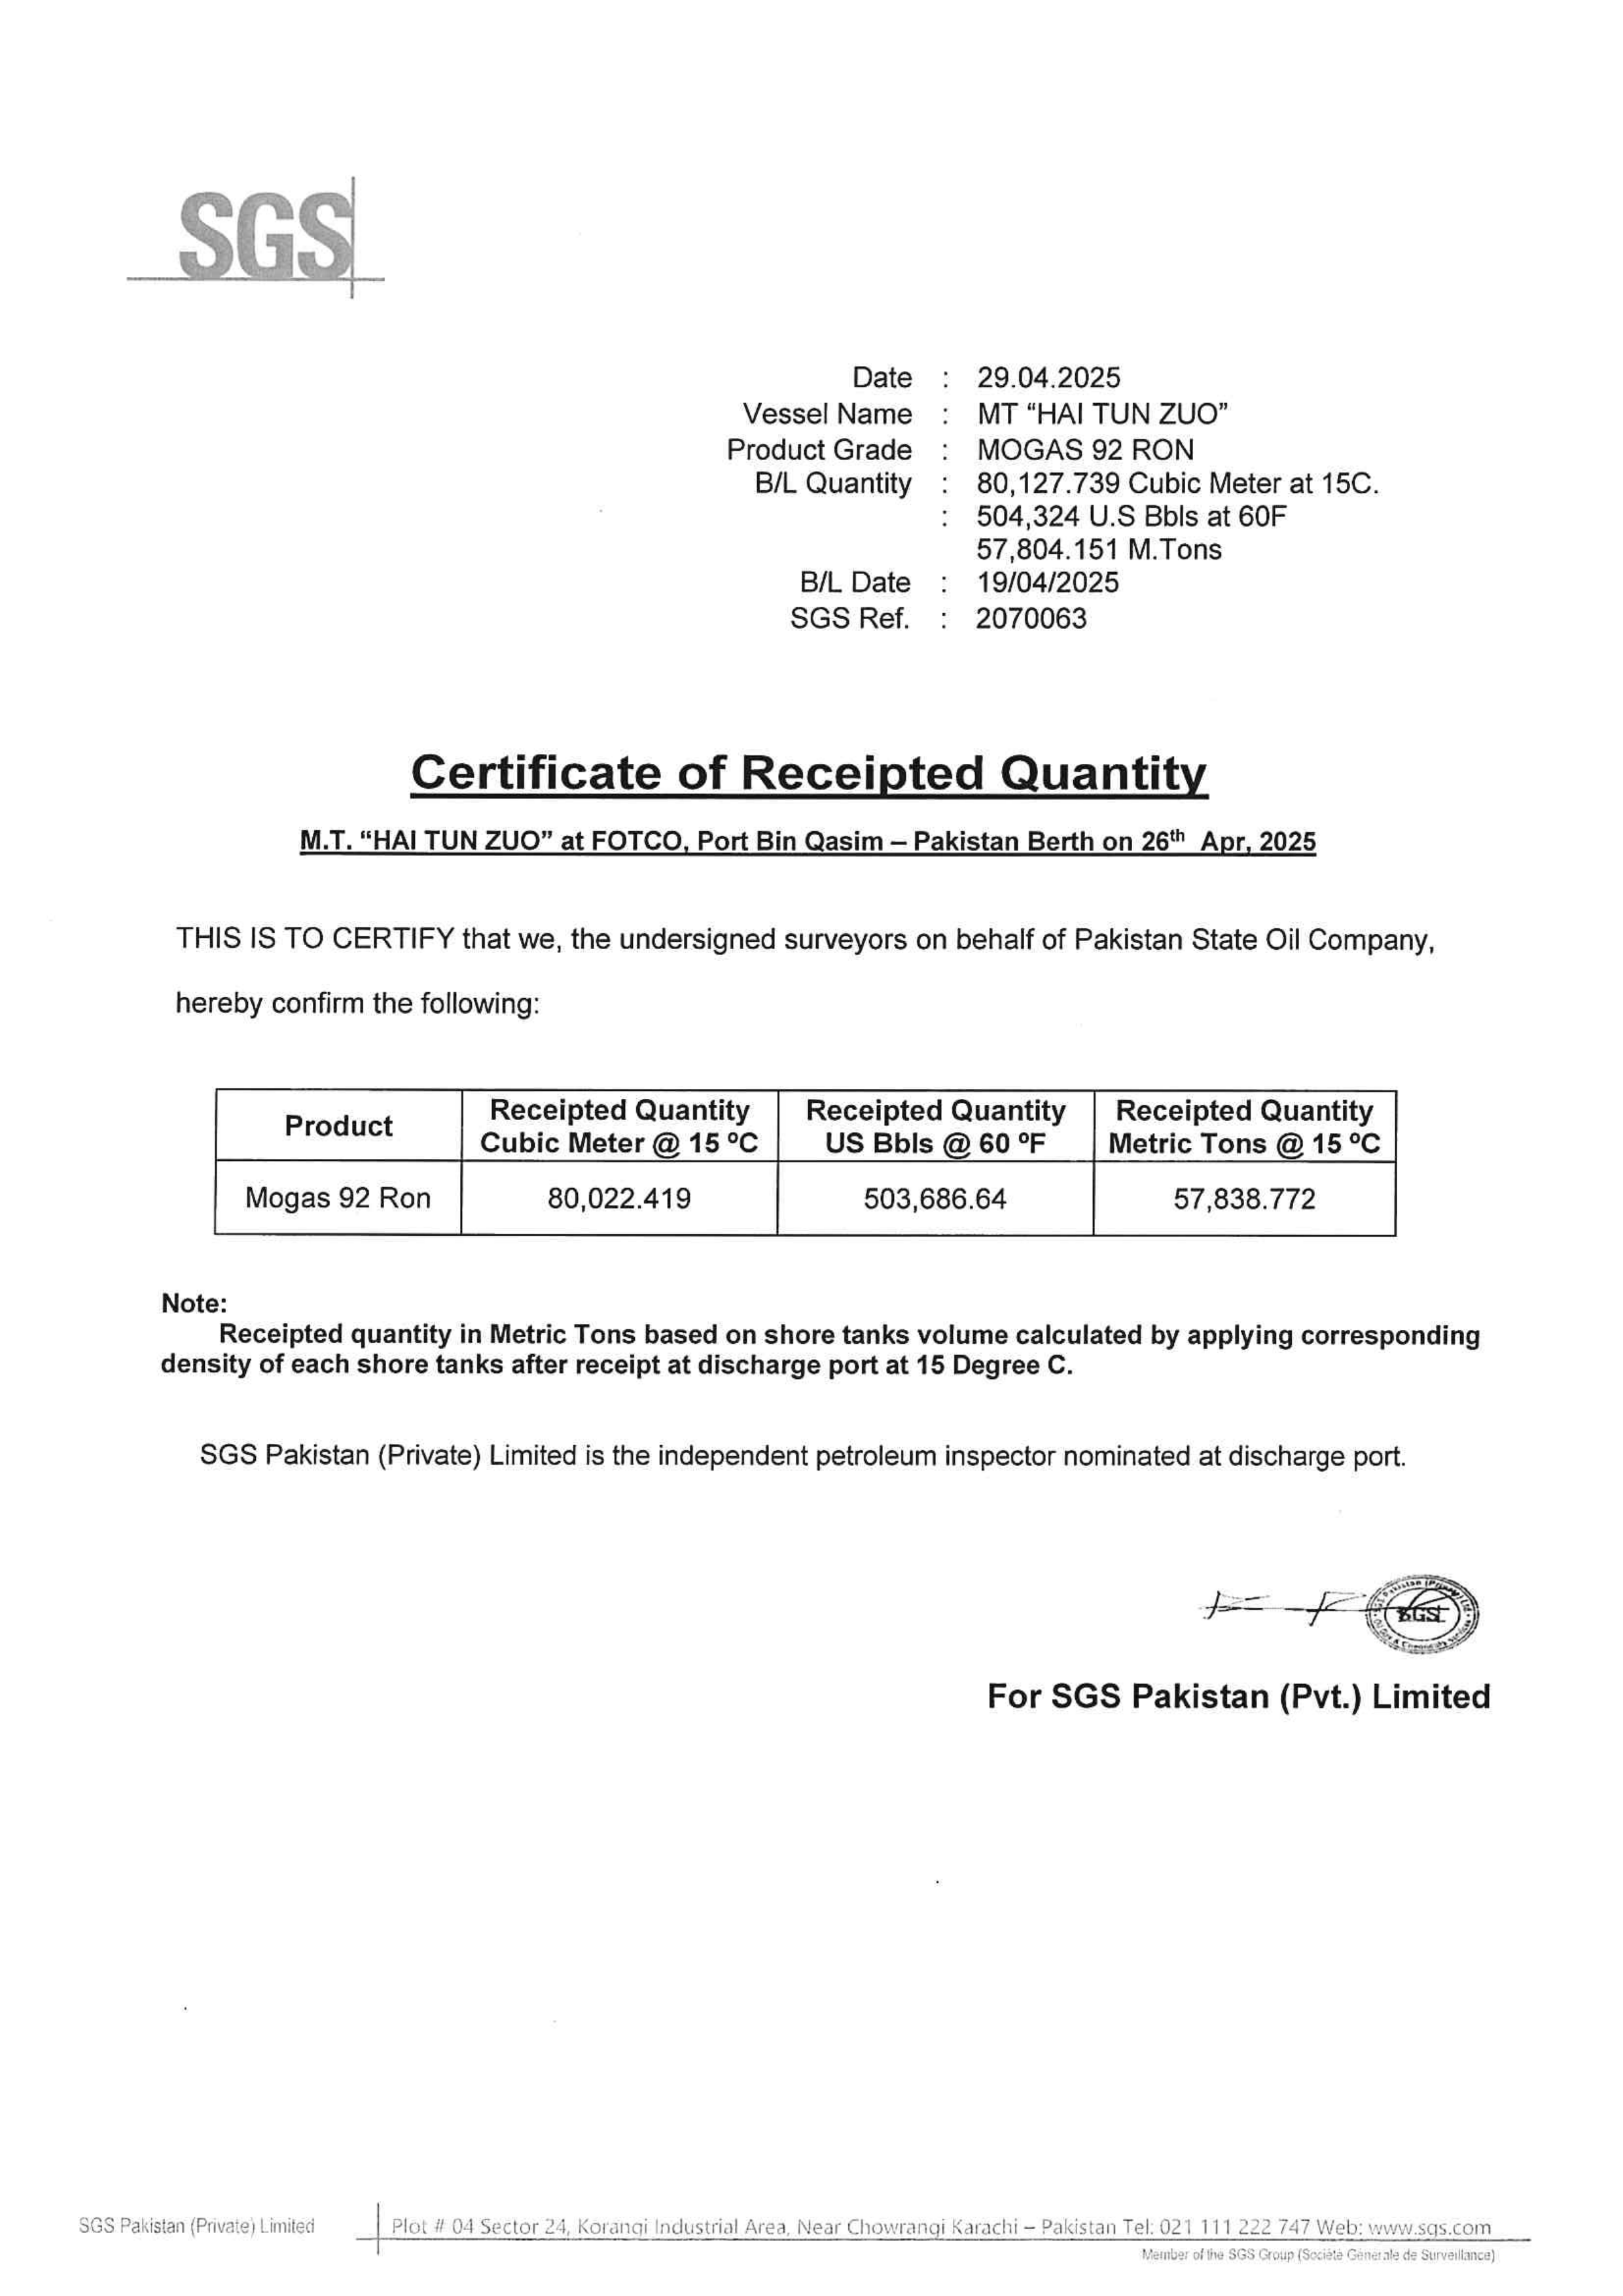 SGS
Date : 29.04.2025
Vessel Name : MT “HAI TUN ZUO”
Product Grade : MOGAS 92 RON
B/L Quantity : 80,127.739 Cubic Meter at 15C.
: 504,324 U.S Bbls at 60F
57,804.151 M.Tons
B/L Date : 19/04/2025
SGS Ref. : 2070063
Certificate of Receipted Quantity
M.T. “HAI TUN ZUO” at FOTCO, Port Bin Qasim – Pakistan Berth on 26th Apr, 2025
THIS IS TO CERTIFY that we, the undersigned surveyors on behalf of Pakistan State Oil Company,
hereby confirm the following:
Product Receipted Quantity Cubic Meter @ 15 ºC Receipted Quantity US Bbls @ 60 ºF Receipted Quantity Metric Tons @ 15 ºC
Mogas 92 Ron 80,022.419 503,686.64 57,838.772
Note:
Receipted quantity in Metric Tons based on shore tanks volume calculated by applying corresponding
density of each shore tanks after receipt at discharge port at 15 Degree C.
SGS Pakistan (Private) Limited is the independent petroleum inspector nominated at discharge port.
SGS
For SGS Pakistan (Pvt.) Limited
SGS Pakistan (Private) Limited Plot # 04 Sector 24, Korangi Industrial Area, Near Chowrangi Karachi – Pakistan Tel: 021 111 222 747 Web: www.sgs.com
Member of the SGS Group (Société Générale de Surveillance)